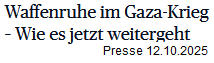 Waffenruhe im Gaza-Krieg
- Wie es jetzt weitergeht
Presse 12.10.2025